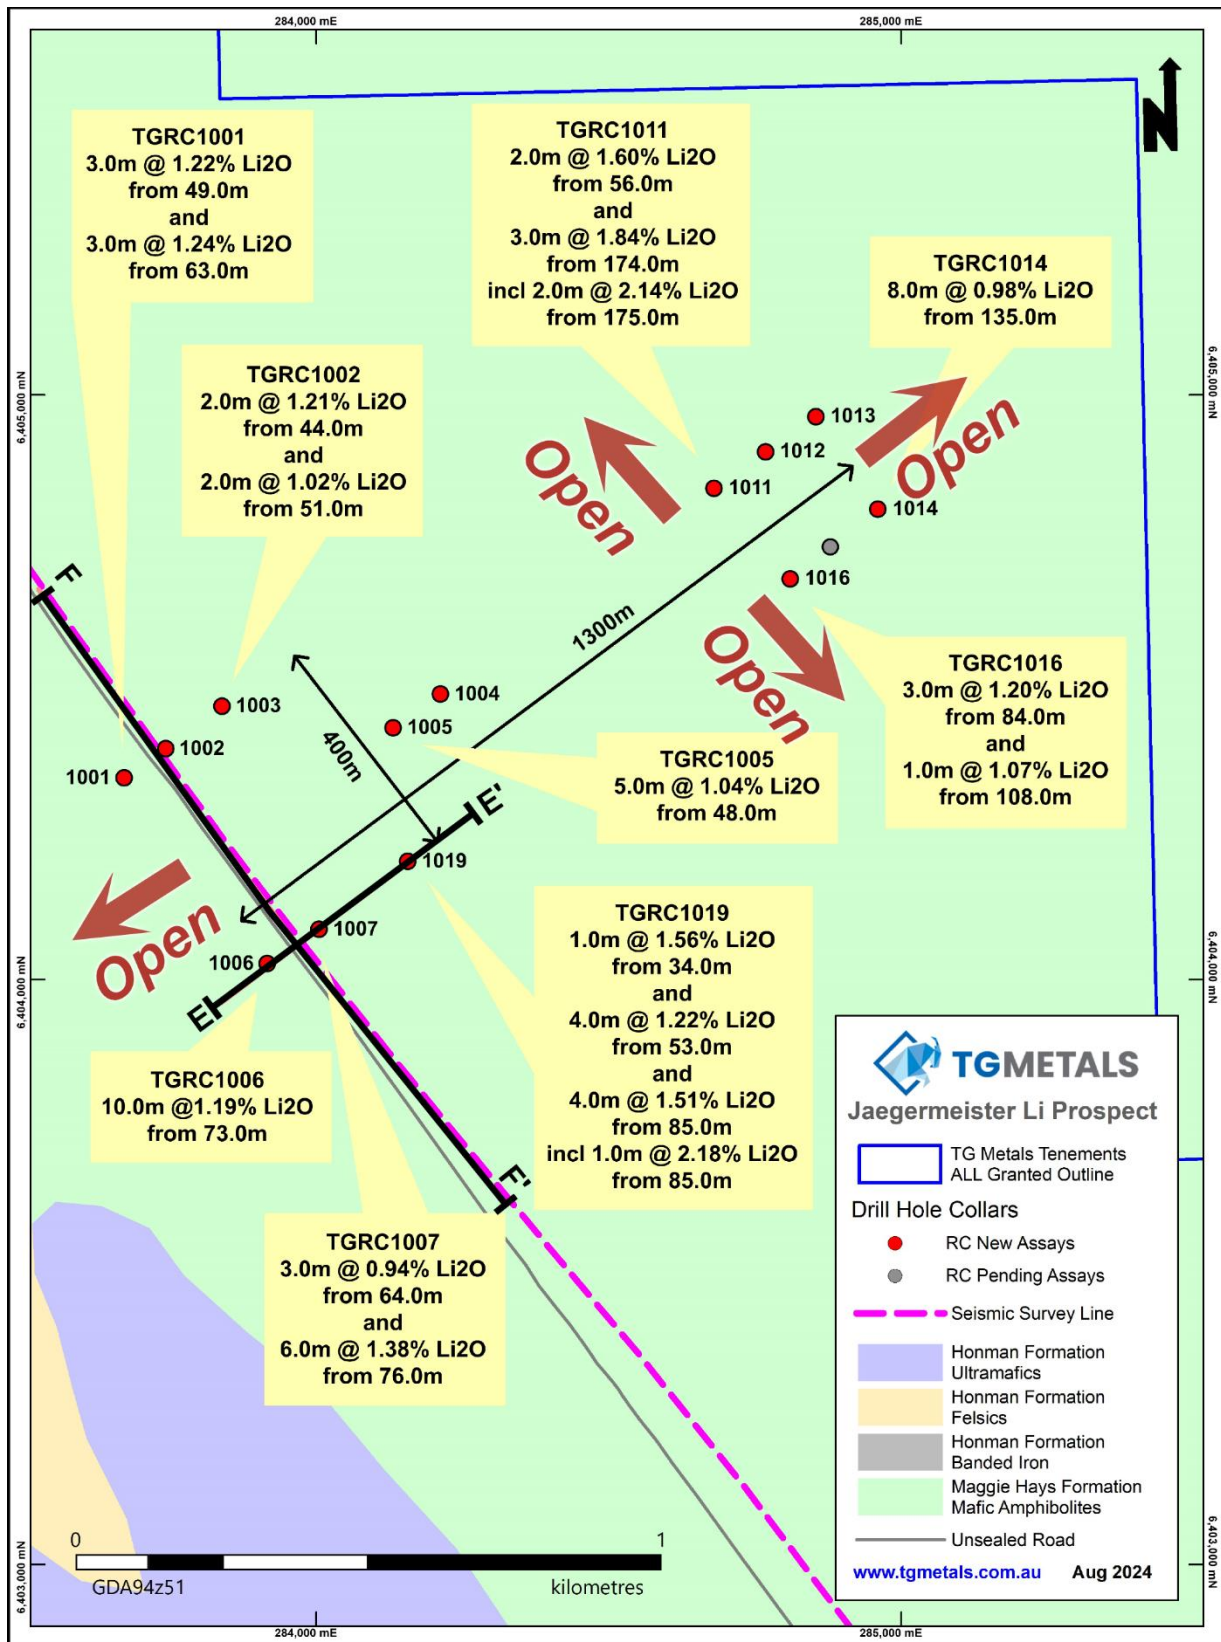 284,000 mE
285,000 mE
N
TGRC1001
3.0m @ 1.22% Li2O
from 49.0m
and
3.0m @ 1.24% Li2O
from 63.0m
TGRC1011
2.0m @ 1.60% Li2O
from 56.0m
and
3.0m @ 1.84% Li2O
from 174.0m
incl 2.0m @ 2.14% Li2O
from 175.0m
TGRC1014
8.0m @ 0.98% Li2O
from 135.0m
TGRC1002
2.0m @ 1.21% Li2O
from 44.0m
and
2.0m @ 1.02% Li2O
from 51.0m
6,405,000 mN
6,405,000 mN
Open
Open
1013
1012
1011
1014
1016
F
1300m
Open
TGRC1016
3.0m @ 1.20% Li2O
from 84.0m
and
1.0m @ 1.07% Li2O
from 108.0m
1004
1003
1005
1002
1001
400m
TGRC1005
5.0m @ 1.04% Li2O
from 48.0m
E'
1019
Open
1007
1006
E
6,404,000 mN
6,404,000 mN
TGRC1019
1.0m @ 1.56% Li2O
from 34.0m
and
4.0m @ 1.22% Li2O
from 53.0m
and
4.0m @ 1.51% Li2O
from 85.0m
incl 1.0m @ 2.18% Li2O
from 85.0m
TGRC1006
10.0m @1.19% Li2O
from 73.0m
F'
TGRC1007
3.0m @ 0.94% Li2O
from 64.0m
and
6.0m @ 1.38% Li2O
from 76.0m
TGMETALS
Jaegermeister Li Prospect
TG Metals Tenements
ALL Granted Outline
Drill Hole Collars
RC New Assays
RC Pending Assays
Seismic Survey Line
Honman Formation
Ultramafics
Honman Formation
Felsics
Honman Formation
Banded Iron
Maggie Hays Formation
Mafic Amphibolites
Unsealed Road
www.tgmetals.com.au Aug 2024
0 1
GDA94z51 kilometres
6,403,000 mN
6,403,000 mN
284,000 mE
285,000 mE